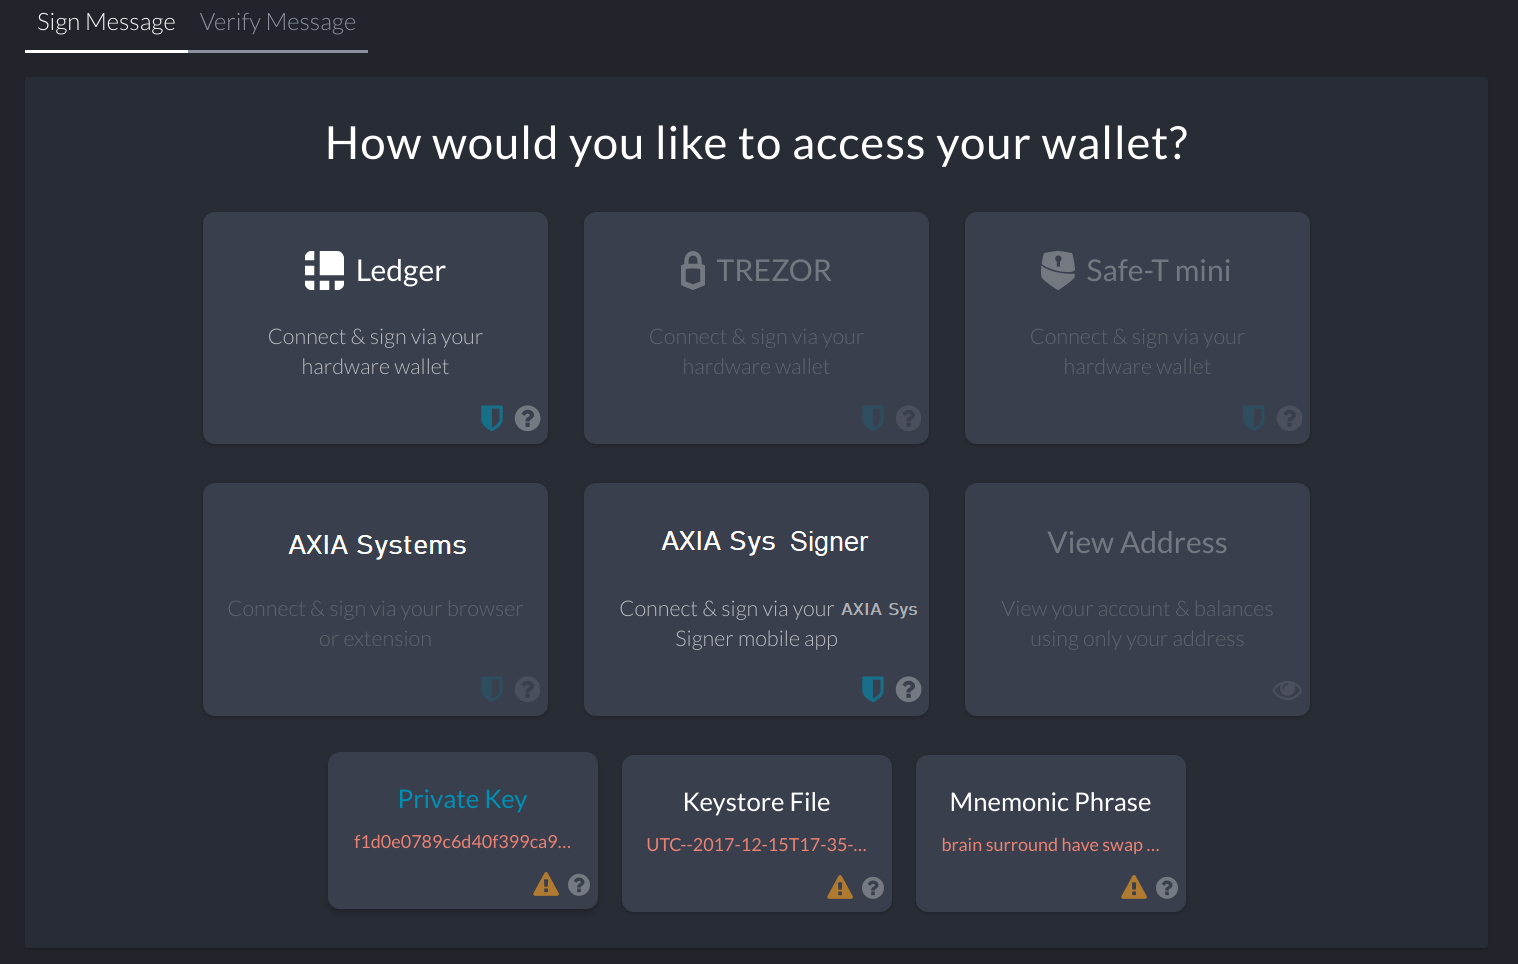 Sign Message Verify Message
How would you like to access your wallet?
Ledger
Connect & sign via your
hardware wallet
TREZOR
Connect & sign via your
hardware wallet
Safe-T mini
Connect & sign via your
hardware wallet
AXIA Systems
Connect & sign via your browser
or extension
AXIA Sys Signer
Connect & sign via your AXIA Sys
Signer mobile app
View Address
View your account & balances
using only your address
Private Key
f1d0e0789c6d40f399ca9...
Keystore File
UTC--2017-12-15T17-35-...
Mnemonic Phrase
brain surround have swap ...